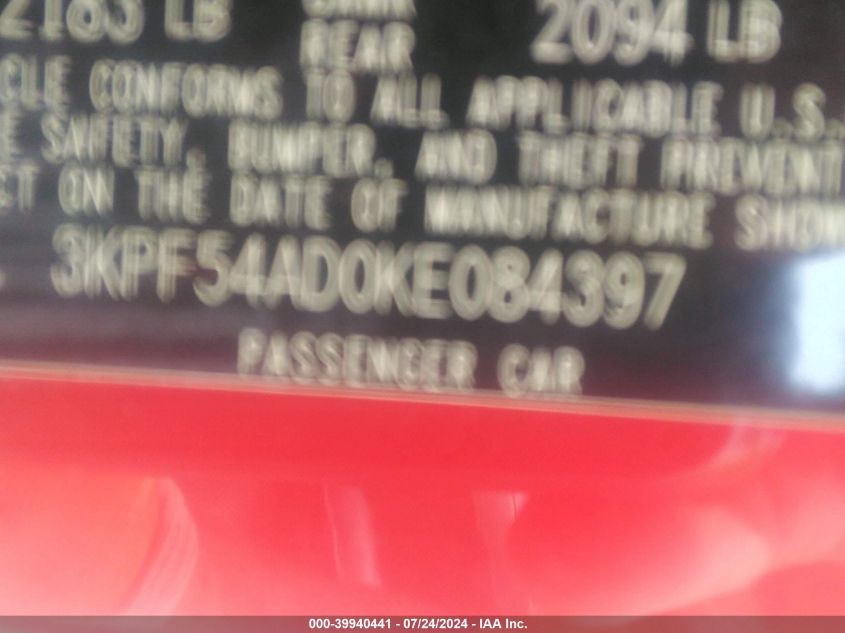 2183 LB
REAR 2094 LB
CLE CONFORMS TO ALL APPLICABLE U.S.
E SAFETY, BUMPER, AND THEFT PREVENT
CT ON THE DATE OF MANUFACTURE SHOW
3KPF54AD0KE084397
PASSENGER CAR
000-39940441 - 07/24/2024 - IAA Inc.